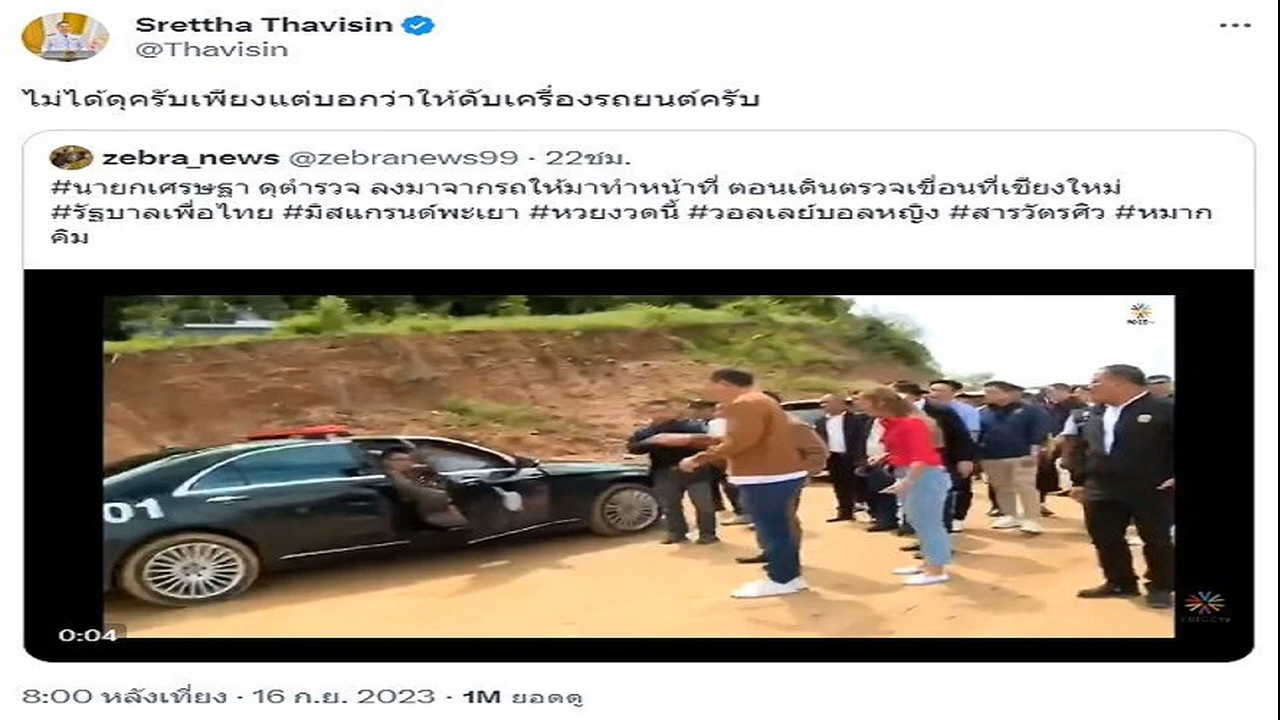 Srettha Thavisin
@Thavisin
ไม่ได้ดุครับเพียงแต่บอกว่าให้ดับเครื่องรถยนต์ครับ
zebra_news @zebranews99 · 22ชม.
#นายกเศรษฐา ดุตำรวจ ลงมาจากรถให้มาทำหน้าที่ ตอนเดินตรวจเขื่อนที่เชียงใหม่
#รัฐบาลเพื่อไทย #มิสแกรนด์พะเยา #หวยงวดนี้ #วอลเลย์บอลหญิง #สารวัตรศิว #หมาก
คิม
01
0:04
8:00 หลังเที่ยง · 16 ก.ย. 2023 · 1M ยอดดู